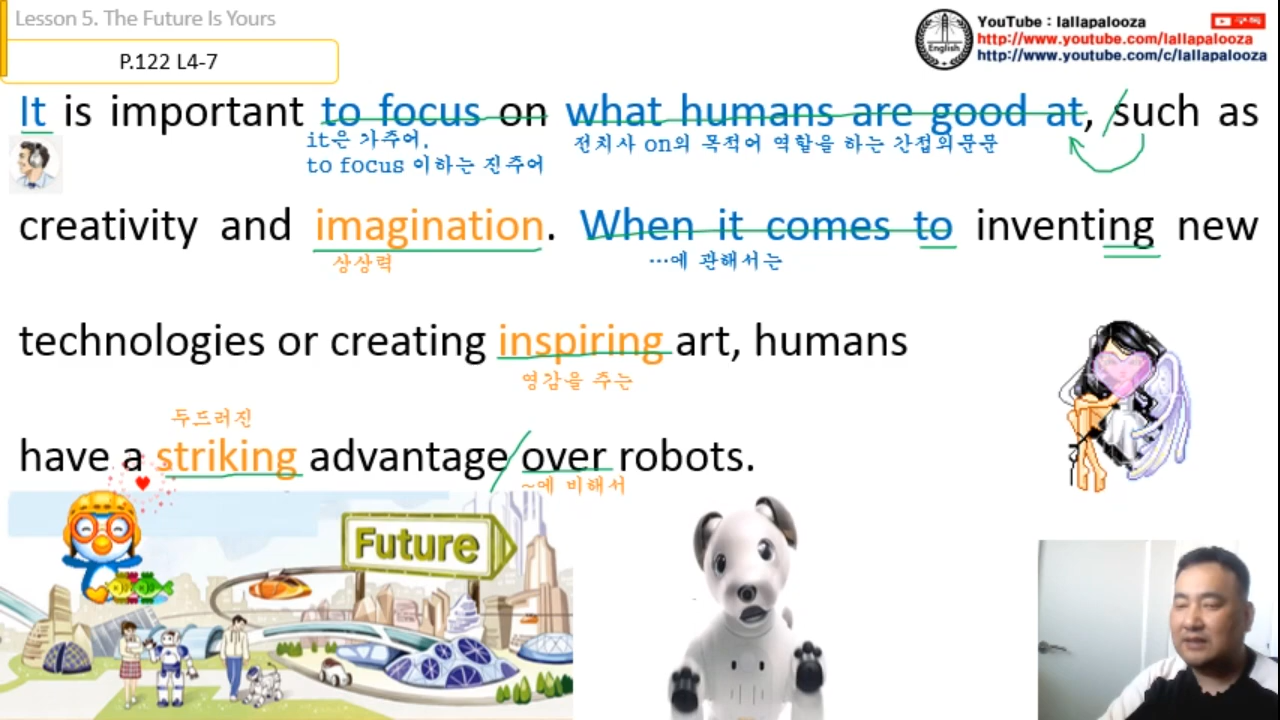 Lesson 5. The Future Is Yours
P.122 L4-7
English
YouTube : lallapalooza
구독
http://www.youtube.com/lallapalooza
http://www.youtube.com/c/lallapalooza
It is important to focus on what humans are good at, such as
it은 가주어.
to focus 이하는 진주어
전치사 on의 목적어 역할을 하는 간접의문문
creativity and imagination. When it comes to inventing new
상상력
…에 관해서는
technologies or creating inspiring art, humans
영감을 주는
두드러진
have a striking advantage over robots.
~에 비해서
Future